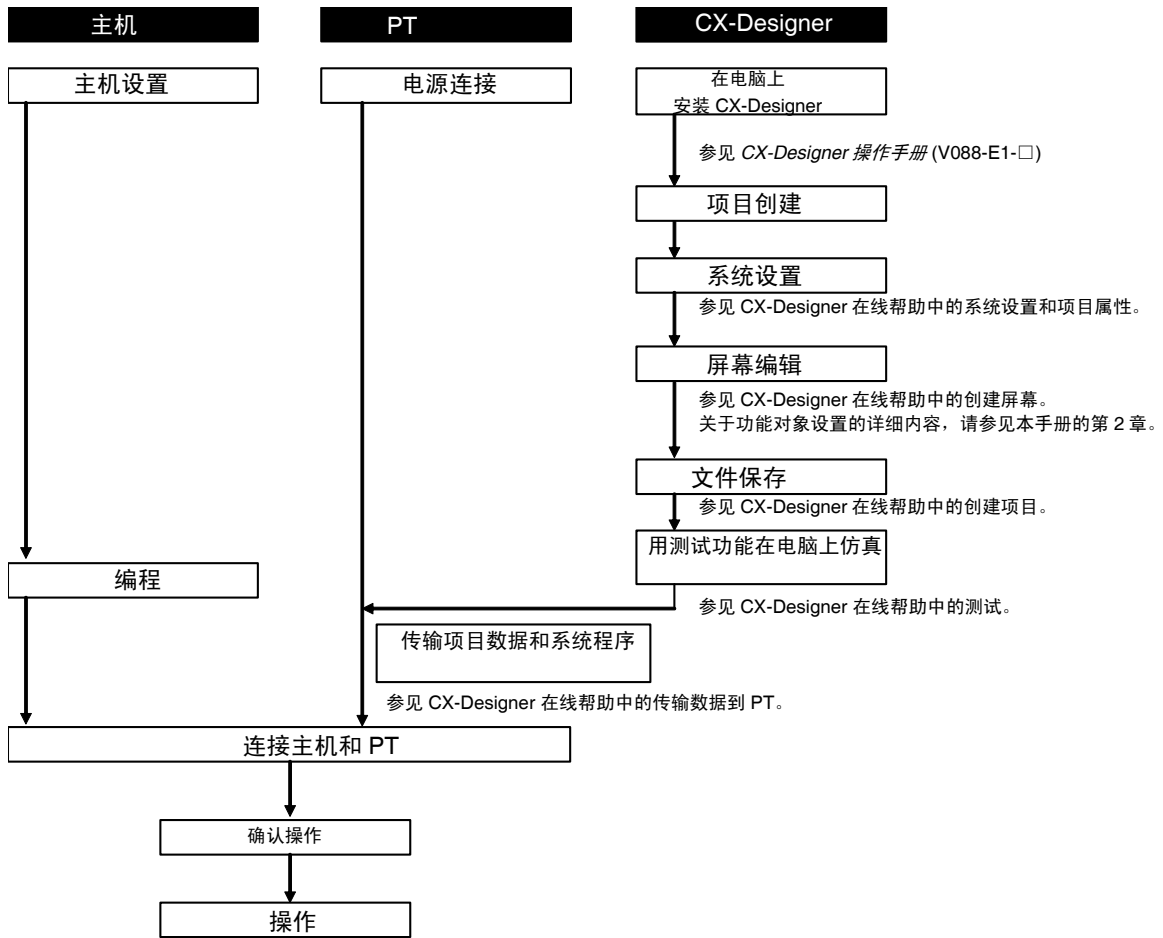 主机
PT
CX-Designer
主机设置
电源连接
在电脑上
安装 CX-Designer
参见 CX-Designer 操作手册 (V088-E1-□)
项目创建
系统设置
参见 CX-Designer 在线帮助中的系统设置和项目属性。
屏幕编辑
参见 CX-Designer 在线帮助中的创建屏幕。
关于功能对象设置的详细内容，请参见本手册的第 2 章。
文件保存
参见 CX-Designer 在线帮助中的创建项目。
用测试功能在电脑上仿真
编程
参见 CX-Designer 在线帮助中的测试。
传输项目数据和系统程序
参见 CX-Designer 在线帮助中的传输数据到 PT。
连接主机和 PT
确认操作
操作